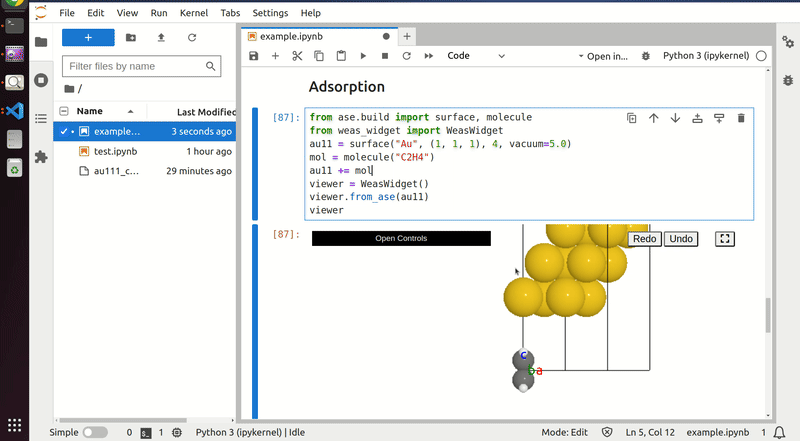 File Edit View Run Kernel Tabs Settings Help
+
Filter files by name
/
Name Last Modified
example... 3 seconds ago
test.ipynb 1 hour ago
au111_c... 29 minutes ago
example.ipynb
+
Code
Open in...
Python 3 (ipykernel)
Adsorption
[87]:
from ase.build import surface, molecule
from weas_widget import WeasWidget
au11 = surface("Au", (1, 1, 1), 4, vacuum=5.0)
mol = molecule("C2H4")
au11 += mol
viewer = WeasWidget()
viewer.from_ase(au11)
viewer
[87]:
Open Controls
Redo Undo
c
b a
Simple 0 1 Python 3 (ipykernel) | Idle Mode: Edit Ln 5, Col 12 example.ipynb 1